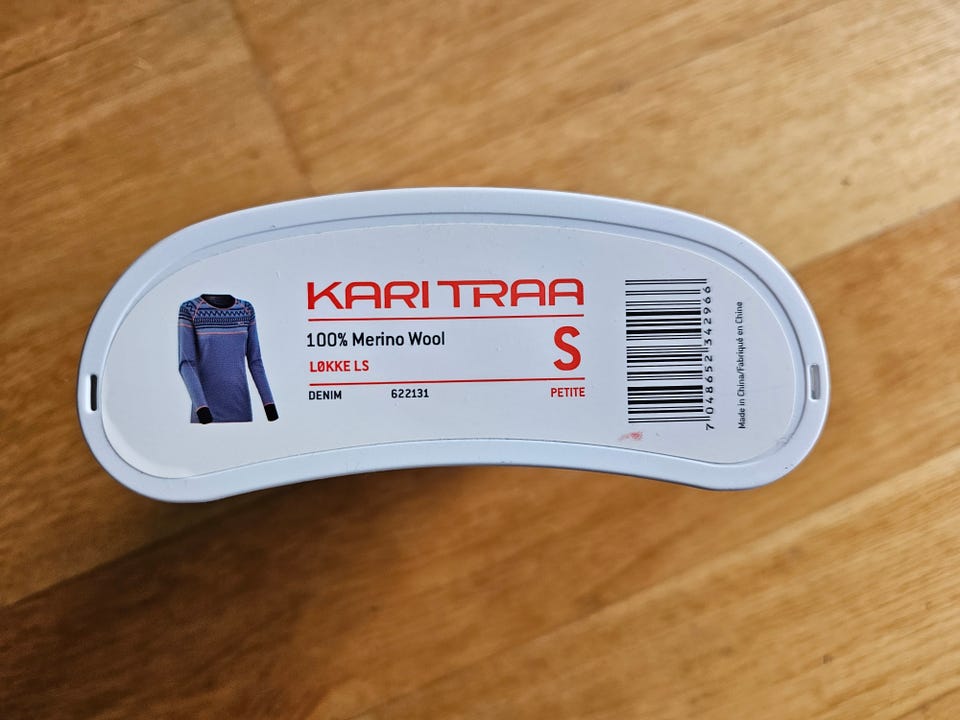 KARI TRAA
100% Merino Wool
LØKKE LS
S
DENIM 622131 PETITE
7 048652 342966
Made in China/Fabriqué en Chine